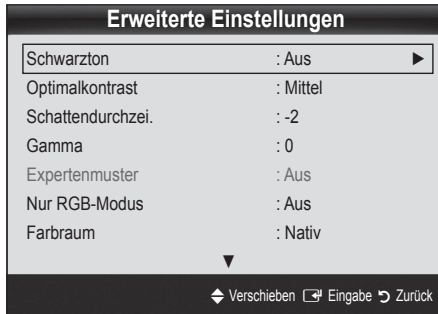 Erweiterte Einstellungen
Schwarzton : Aus ►
Optimalkontrast : Mittel
Schattendurchzei. : -2
Gamma : 0
Expertenmuster : Aus
Nur RGB-Modus : Aus
Farbraum : Nativ
▼
Verschieben Eingabe Zurück